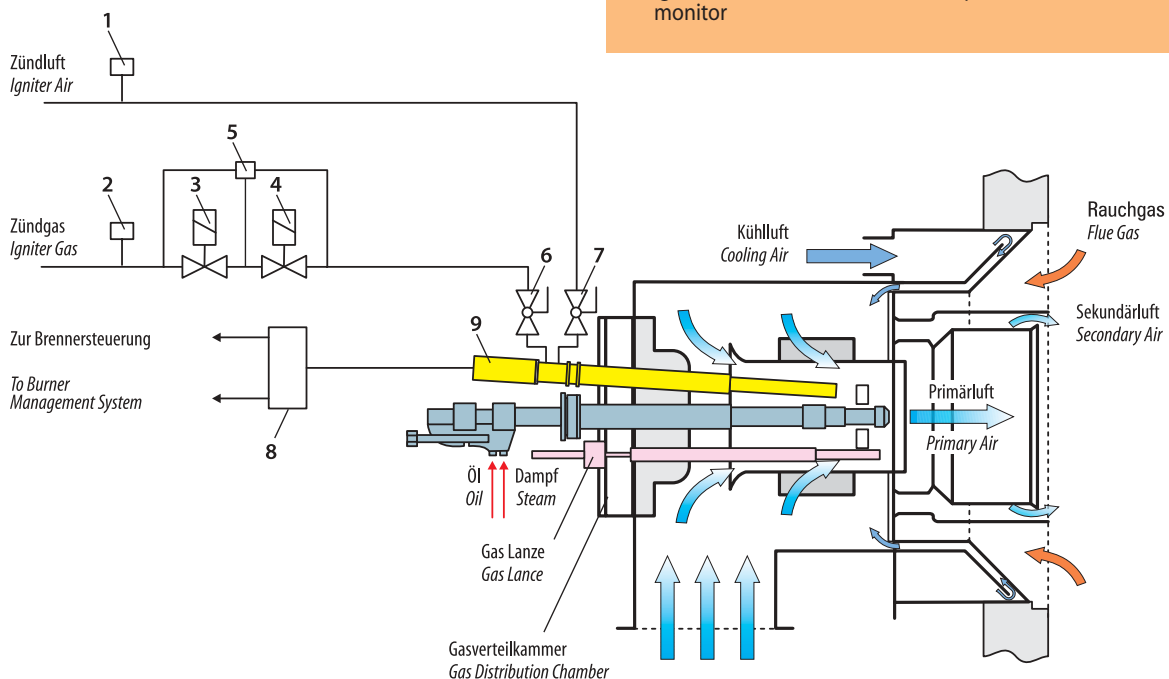 monitor
1
Zündluft
Igniter Air
5
2
3
4
Zündgas
Igniter Gas
6
7
Kühlluft
Cooling Air
Rauchgas
Flue Gas
Sekundärluft
Secondary Air
Zur Brennersteuerung
To Burner
Management System
8
9
Primärluft
Primary Air
Öl
Oil
Dampf
Steam
Gas Lanze
Gas Lance
Gasverteilkammer
Gas Distribution Chamber